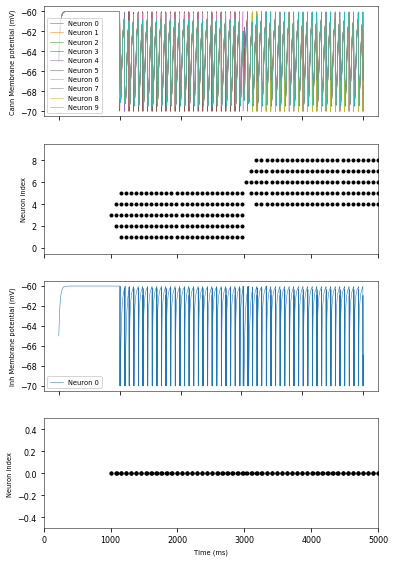 Cann Membrane potential (mV)
−60
−62
−64
−66
−68
−70
Neuron 0
Neuron 1
Neuron 2
Neuron 4
Neuron 5
Neuron 6
Neuron 7
Neuron 8
Neuron 9
Neuron Index
8
6
4
2
0
Inh Membrane potential (mV)
−60
−62
−64
−66
−68
−70
Neuron 0
Neuron Index
0.4
0.2
0.0
−0.2
−0.4
0 1000 2000 3000 4000 5000
Time (ms)